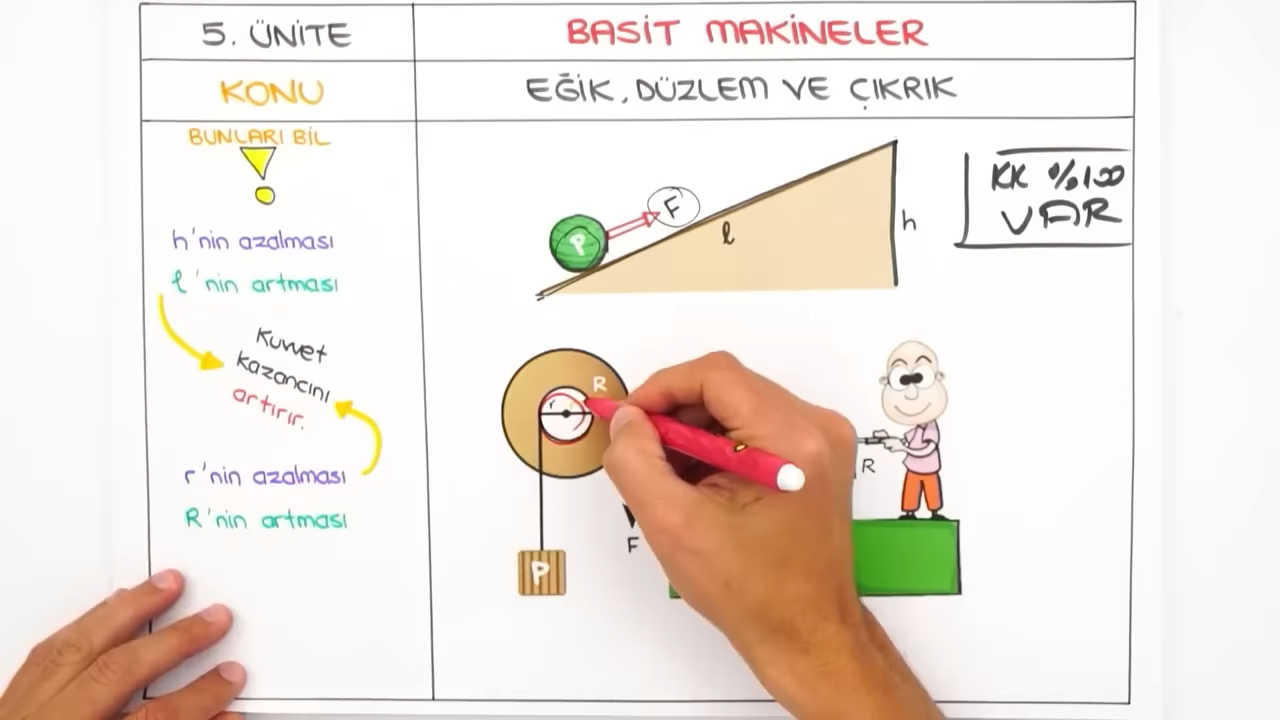 5. ÜNİTE
BASİT MAKİNELER
KONU
EĞİK, DÜZLEM VE ÇIKRIK
BUNLARI BİL
!
h'nin azalması
l'nin artması
Kuvvet
kazancını
artırır.
r'nin azalması
R'nin artması
P
F
l
h
KK %100
VAR
R
r
P
F
R